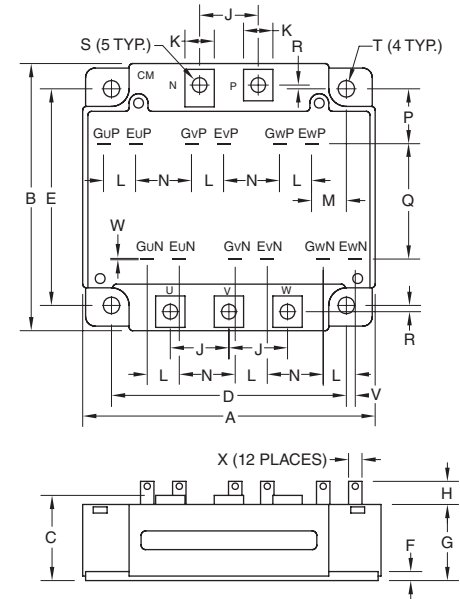 J
K K
S (5 TYP.) R T (4 TYP.)
CM
N P
P
GuP EuP GvP EvP GwP EwP
L N L N L
M
B E Q
W
GuN EuN GvN EvN GwN EwN
U V W
R
J J
L N L N L
D V
A
X (12 PLACES)
H
C G
F